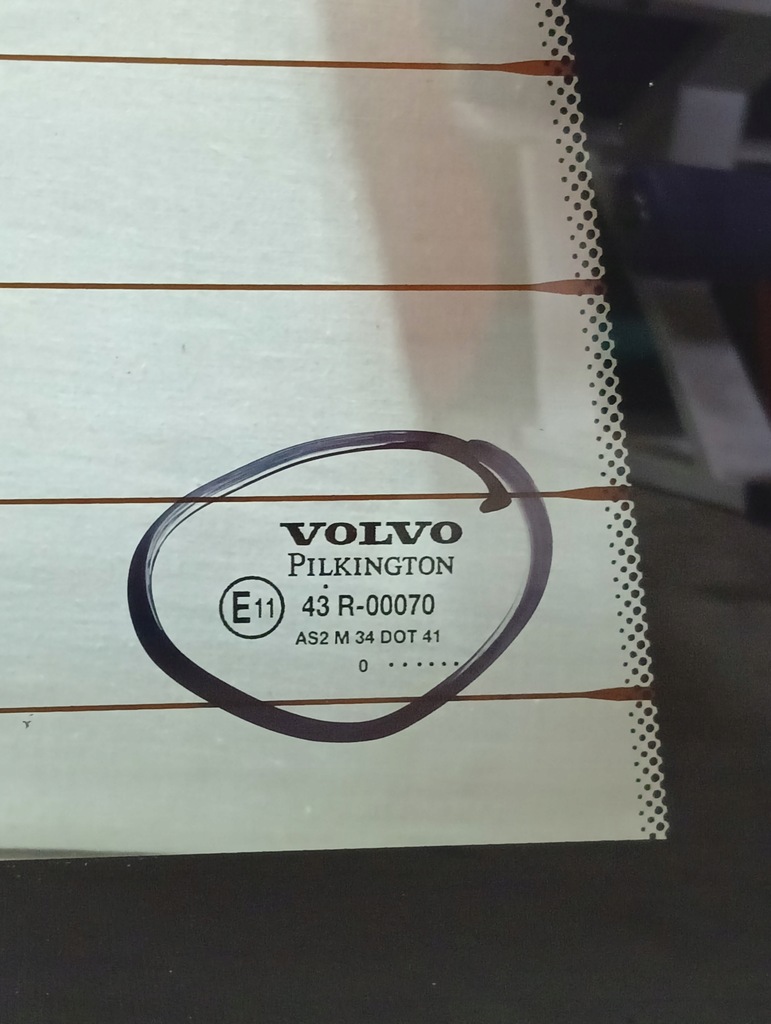 VOLVO
PILKINGTON
E11 43 R-00070
AS2 M 34 DOT 41
0 ······